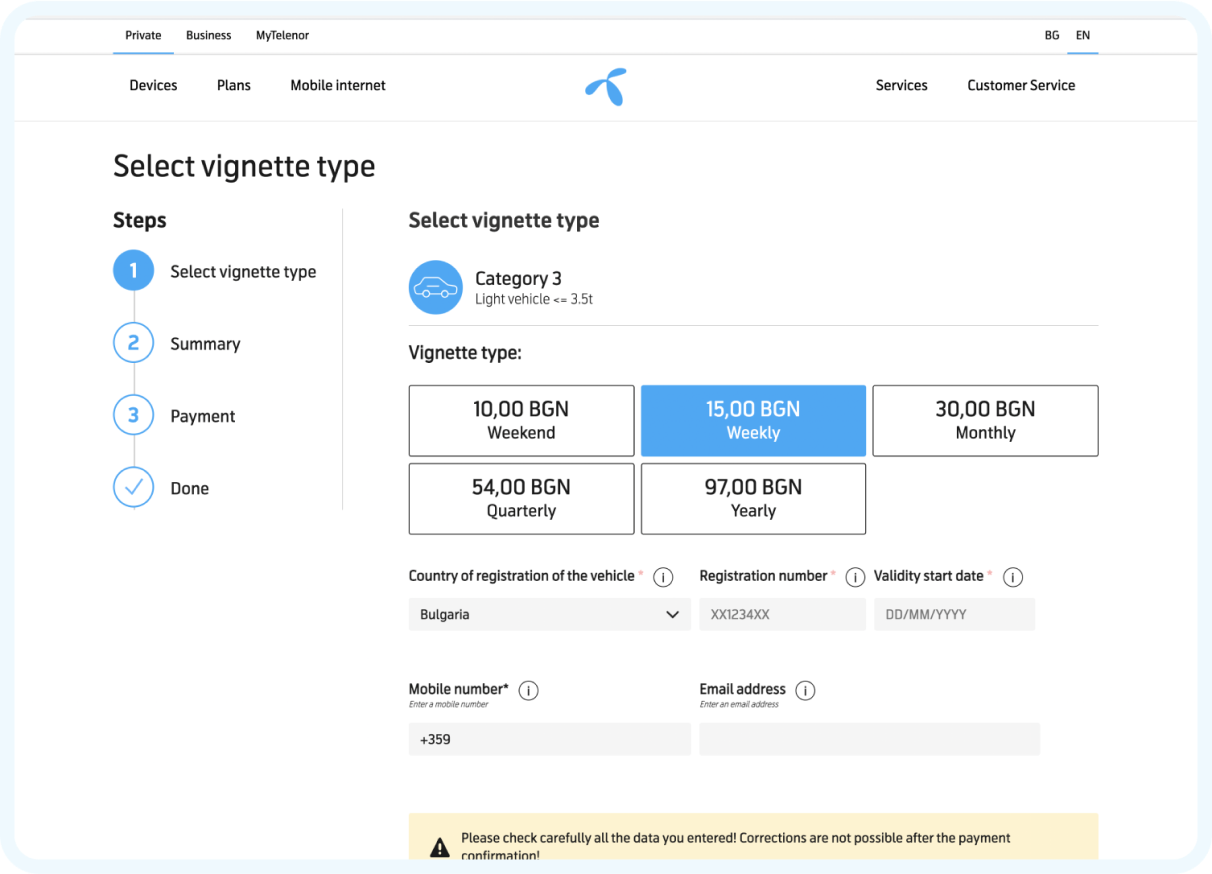 Private Business MyTelenor BG EN
Devices Plans Mobile internet Services Customer Service
Select vignette type
Steps
1 Select vignette type
2 Summary
3 Payment
Done
Select vignette type
Category 3
Light vehicle <= 3.5t
Vignette type:
10,00 BGN
Weekend
15,00 BGN
Weekly
30,00 BGN
Monthly
54,00 BGN
Quarterly
97,00 BGN
Yearly
Country of registration of the vehicle * i
Bulgaria
Registration number * i
XX1234XX
Validity start date * i
DD/MM/YYYY
Mobile number* i
Enter a mobile number
+359
Email address i
Enter an email address
Please check carefully all the data you entered! Corrections are not possible after the payment
confirmation!